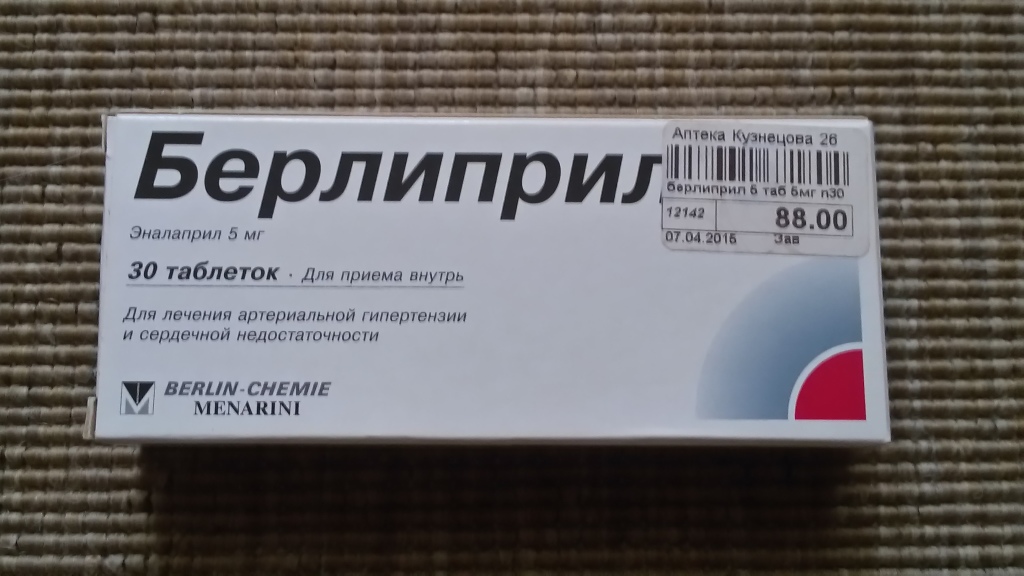 Берлиприл
Эналаприл 5 мг
30 таблеток · Для приема внутрь
Для лечения артериальной гипертензии
и сердечной недостаточности
BERLIN-CHEMIE
MENARINI
Аптека Кузнецова 26
берлиприл 5 таб 5мг n30
12142 88.00
07.04.2015 Зав